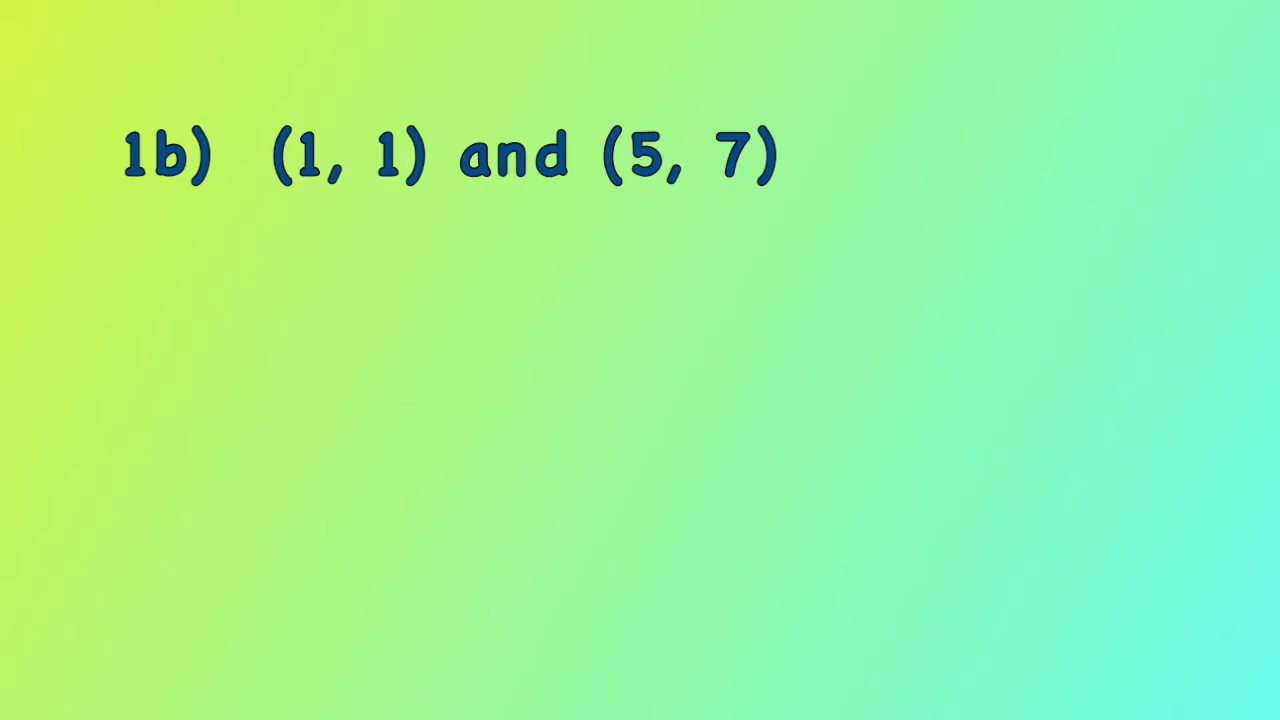 1b) (1, 1) and (5, 7)